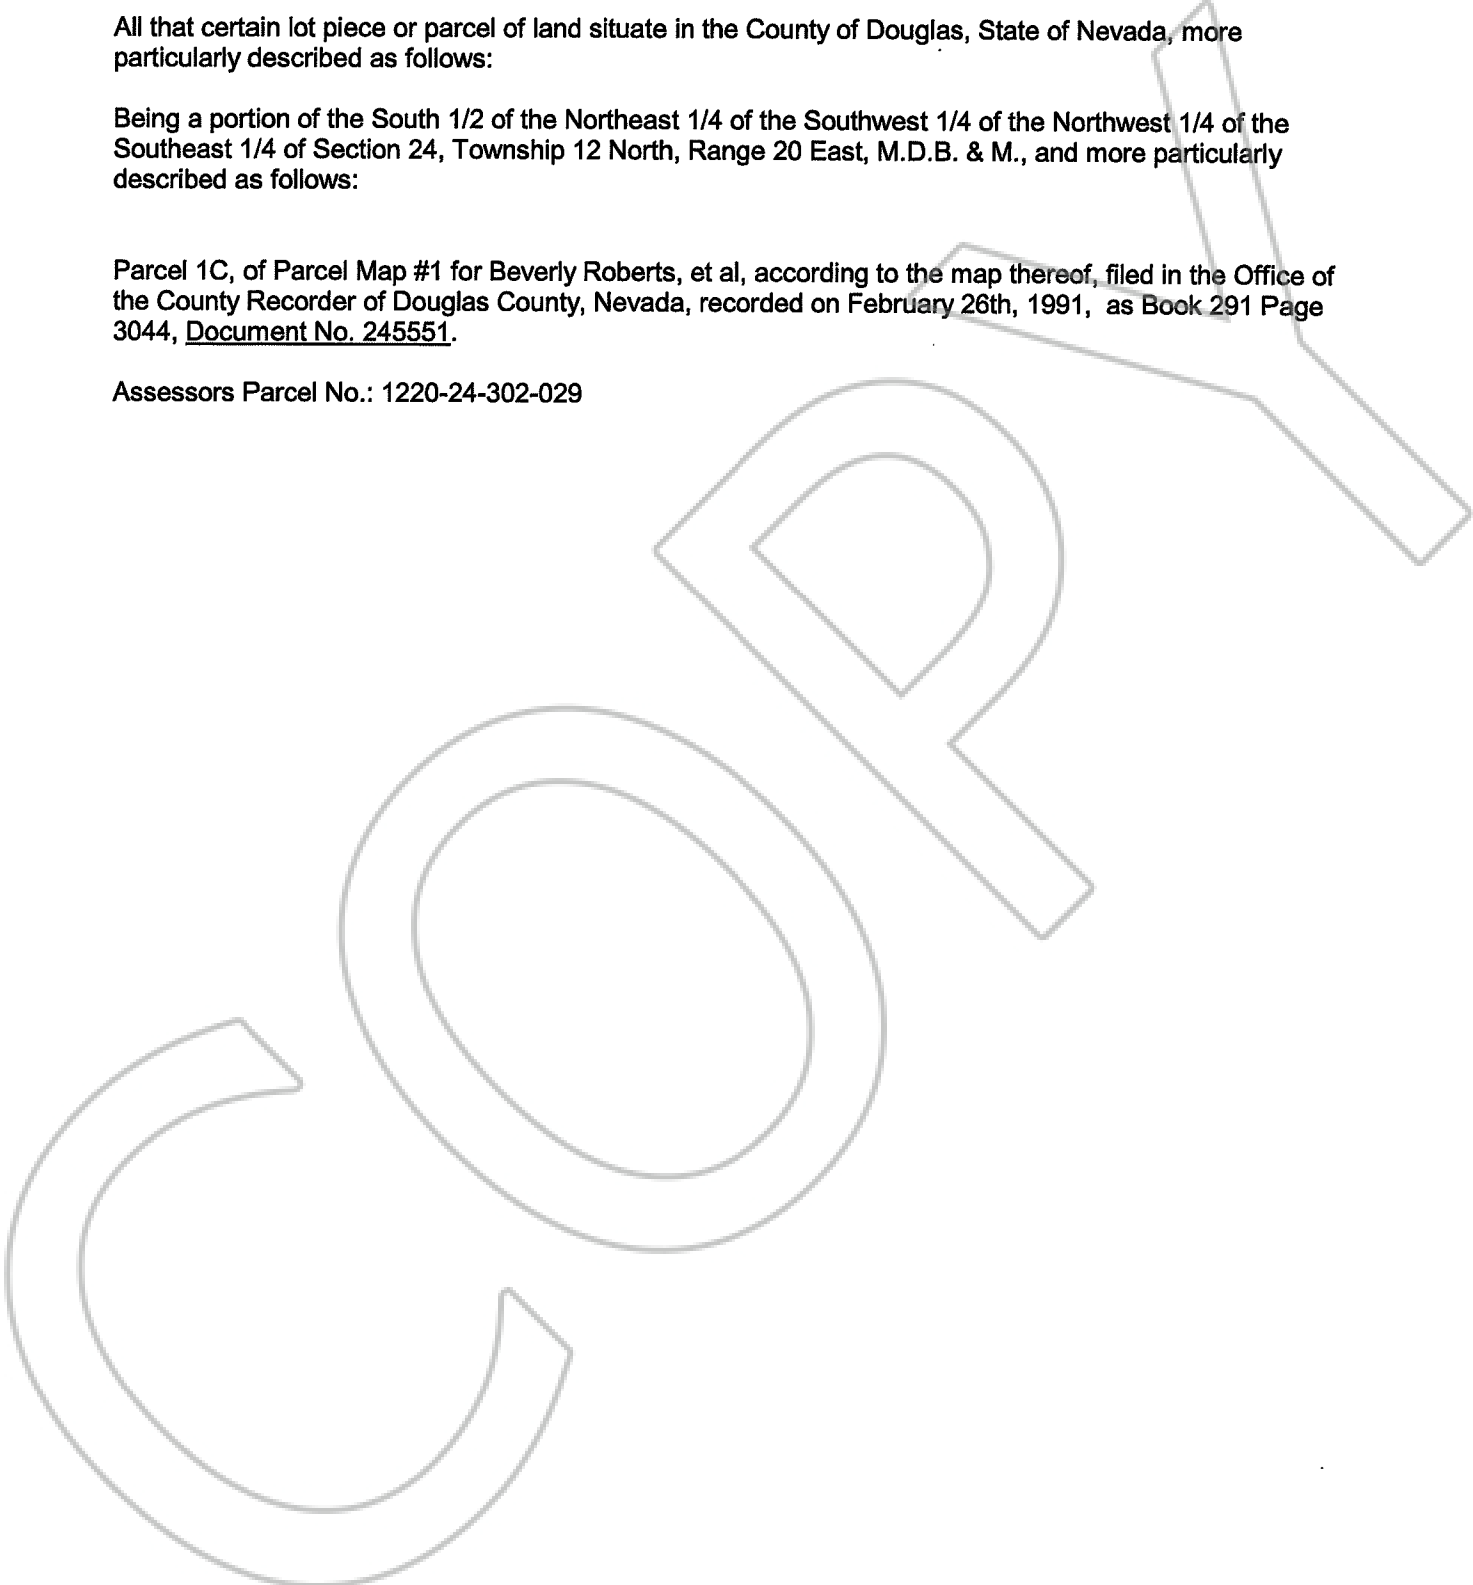 All that certain lot piece or parcel of land situate in the County of Douglas, State of Nevada, more
particularly described as follows:
Being a portion of the South 1/2 of the Northeast 1/4 of the Southwest 1/4 of the Northwest 1/4 of the
Southeast 1/4 of Section 24, Township 12 North, Range 20 East, M.D.B. & M., and more particularly
described as follows:
Parcel 1C, of Parcel Map #1 for Beverly Roberts, et al, according to the map thereof, filed in the Office of
the County Recorder of Douglas County, Nevada, recorded on February 26th, 1991, as Book 291 Page
3044, Document No. 245551.
Assessors Parcel No.: 1220-24-302-029
COPY